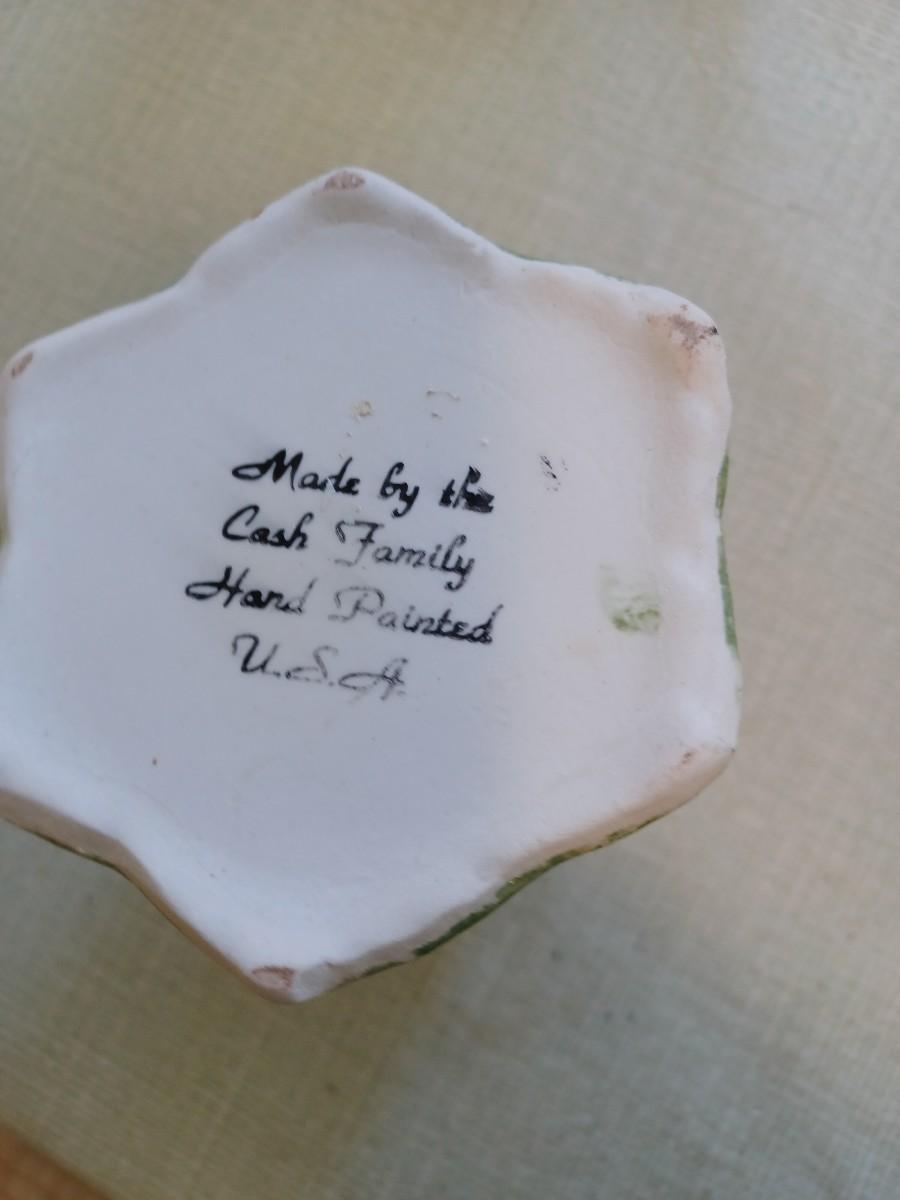 Made by the
Cash Family
Hand Painted
U.S.A.